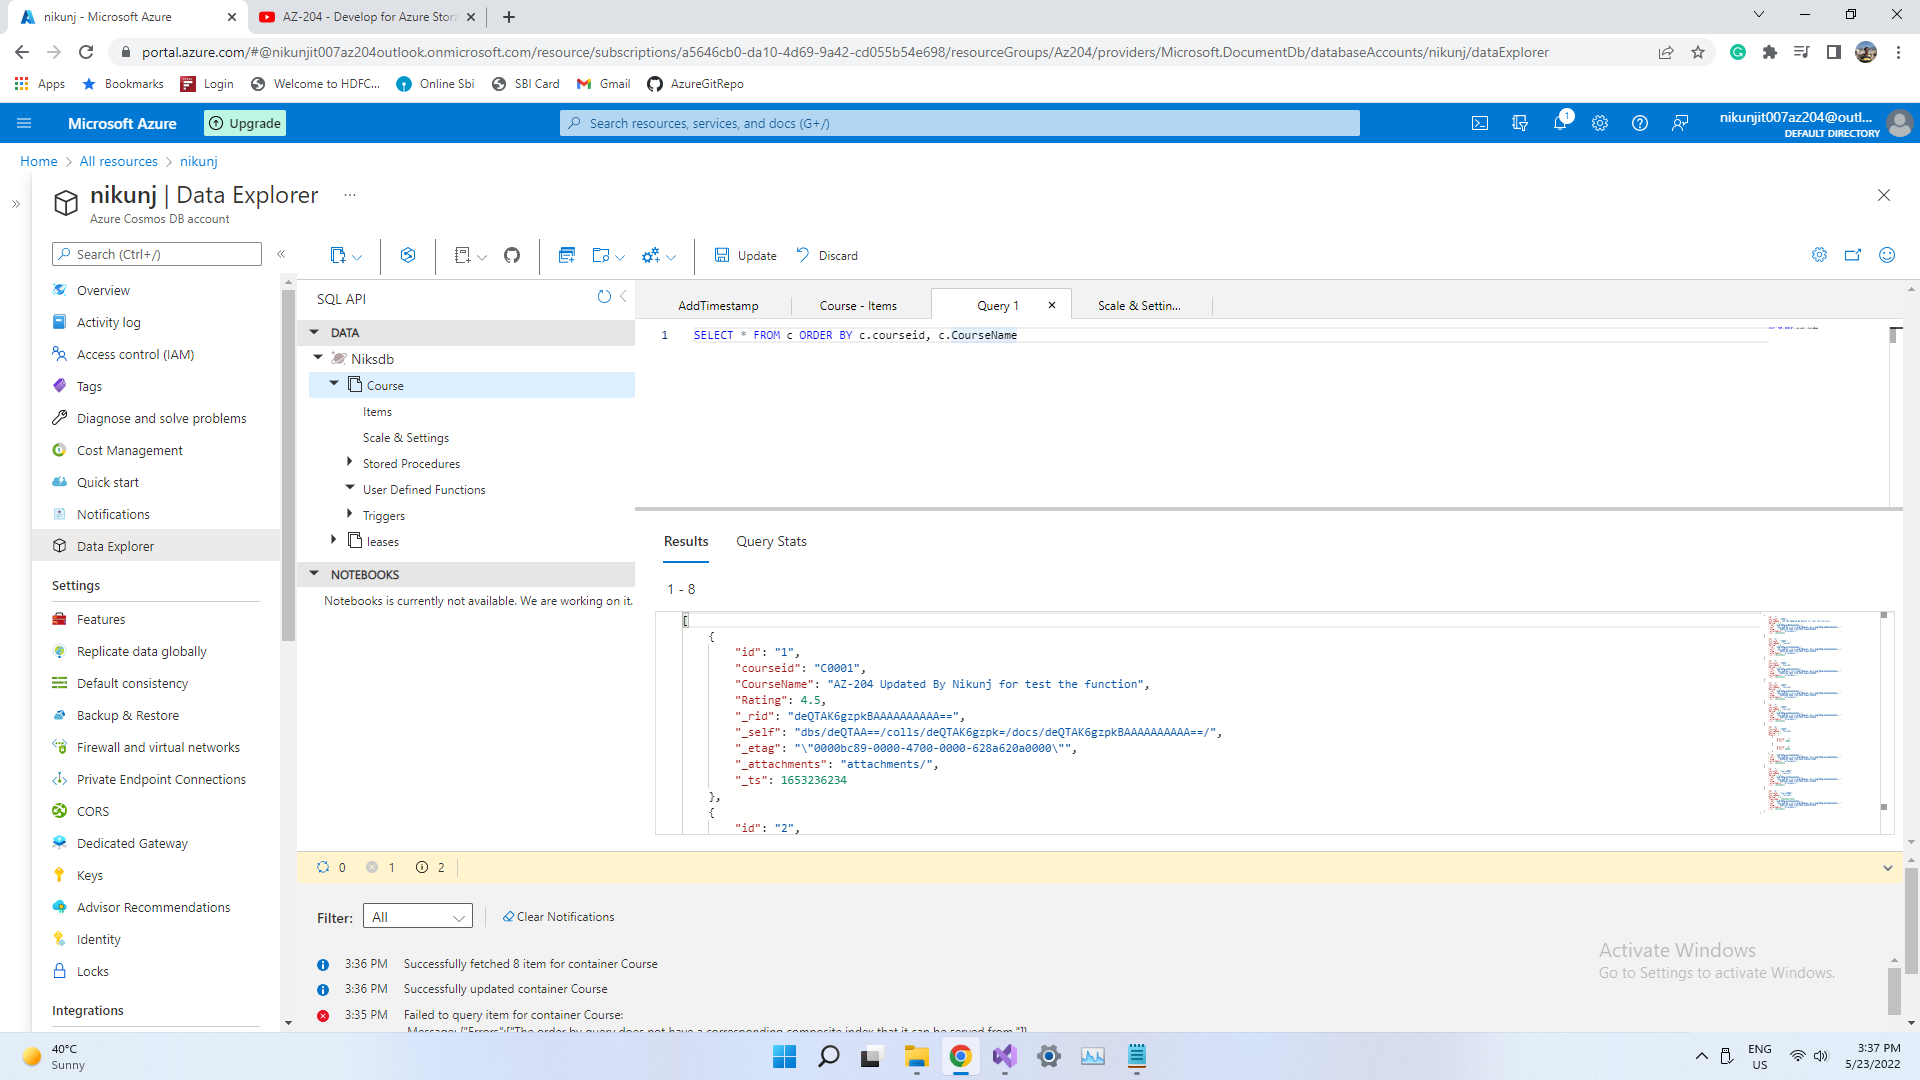 nikunj - Microsoft Azure
AZ-204 - Develop for Azure Stora
portal.azure.com/#@nikunjit007az204outlook.onmicrosoft.com/resource/subscriptions/a5646cb0-da10-4d69-9a42-cd055b54e698/resourceGroups/Az204/providers/Microsoft.DocumentDb/databaseAccounts/nikunj/dataExplorer
Apps Bookmarks Login Welcome to HDFC... Online Sbi SBI Card Gmail AzureGitRepo
Microsoft Azure Upgrade Search resources, services, and docs (G+/) 1 nikunjit007az204@outl...
DEFAULT DIRECTORY
Home > All resources > nikunj
nikunj | Data Explorer ...
Azure Cosmos DB account
Search (Ctrl+/)
Overview
Activity log
Access control (IAM)
Tags
Diagnose and solve problems
Cost Management
Quick start
Notifications
Data Explorer
Settings
Features
Replicate data globally
Default consistency
Backup & Restore
Firewall and virtual networks
Private Endpoint Connections
CORS
Dedicated Gateway
Keys
Advisor Recommendations
Identity
Locks
Integrations
Update Discard
SQL API
DATA
Niksdb
Course
Items
Scale & Settings
Stored Procedures
User Defined Functions
Triggers
leases
NOTEBOOKS
Notebooks is currently not available. We are working on it.
AddTimestamp Course - Items Query 1 Scale & Settin...
1 SELECT * FROM c ORDER BY c.courseid, c.CourseName
Results Query Stats
1 - 8
[
{
"id": "1",
"courseid": "C0001",
"CourseName": "AZ-204 Updated By Nikunj for test the function",
"Rating": 4.5,
"_rid": "deQTAK6gzpkBAAAAAAAAAA==",
"_self": "dbs/deQTAA==/colls/deQTAK6gzpk=/docs/deQTAK6gzpkBAAAAAAAAAA==/",
"_etag": "\"0000bc89-0000-4700-0000-628a620a0000\"",
"_attachments": "attachments/",
"_ts": 1653236234
},
{
"id": "2",
0 1 2
Filter: All Clear Notifications
3:36 PM Successfully fetched 8 item for container Course
3:36 PM Successfully updated container Course
3:35 PM Failed to query item for container Course:
Message: {"Errors":["The order by query does not have a corresponding composite index that it can be served from."]}
Activate Windows
Go to Settings to activate Windows.
40°C
Sunny
ENG
US
3:37 PM
5/23/2022